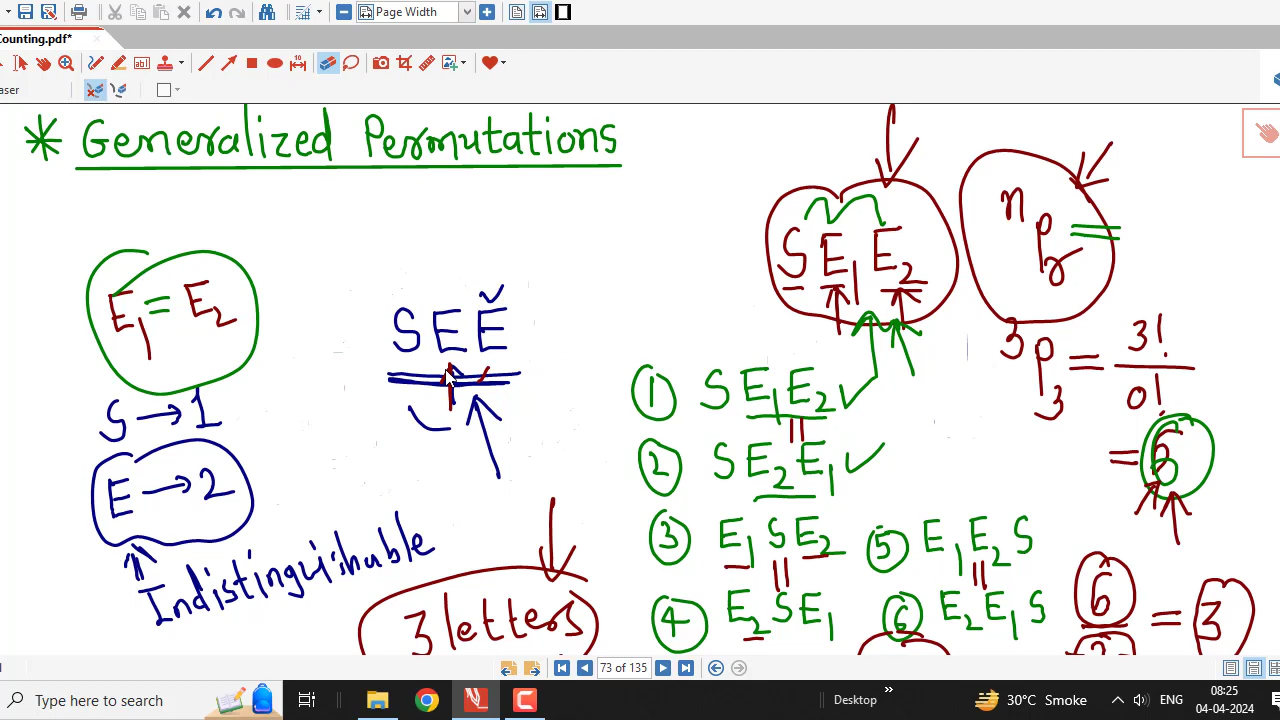 Page Width
Counting.pdf*
aser
* Generalized Permutations
E1 = E2
S → 1
E → 2
Indistinguishable
SEE
3 letters
S E1 E2
nPr =
3P3 = 3!/0!
= 6
① S E1 E2 ✓
=
② S E2 E1 ✓
③ E1 S E2
=
④ E2 S E1
⑤ E1 E2 S
=
⑥ E2 E1 S
6 = 3
73 of 135
Type here to search
Desktop
30°C Smoke
ENG
08:25
04-04-2024